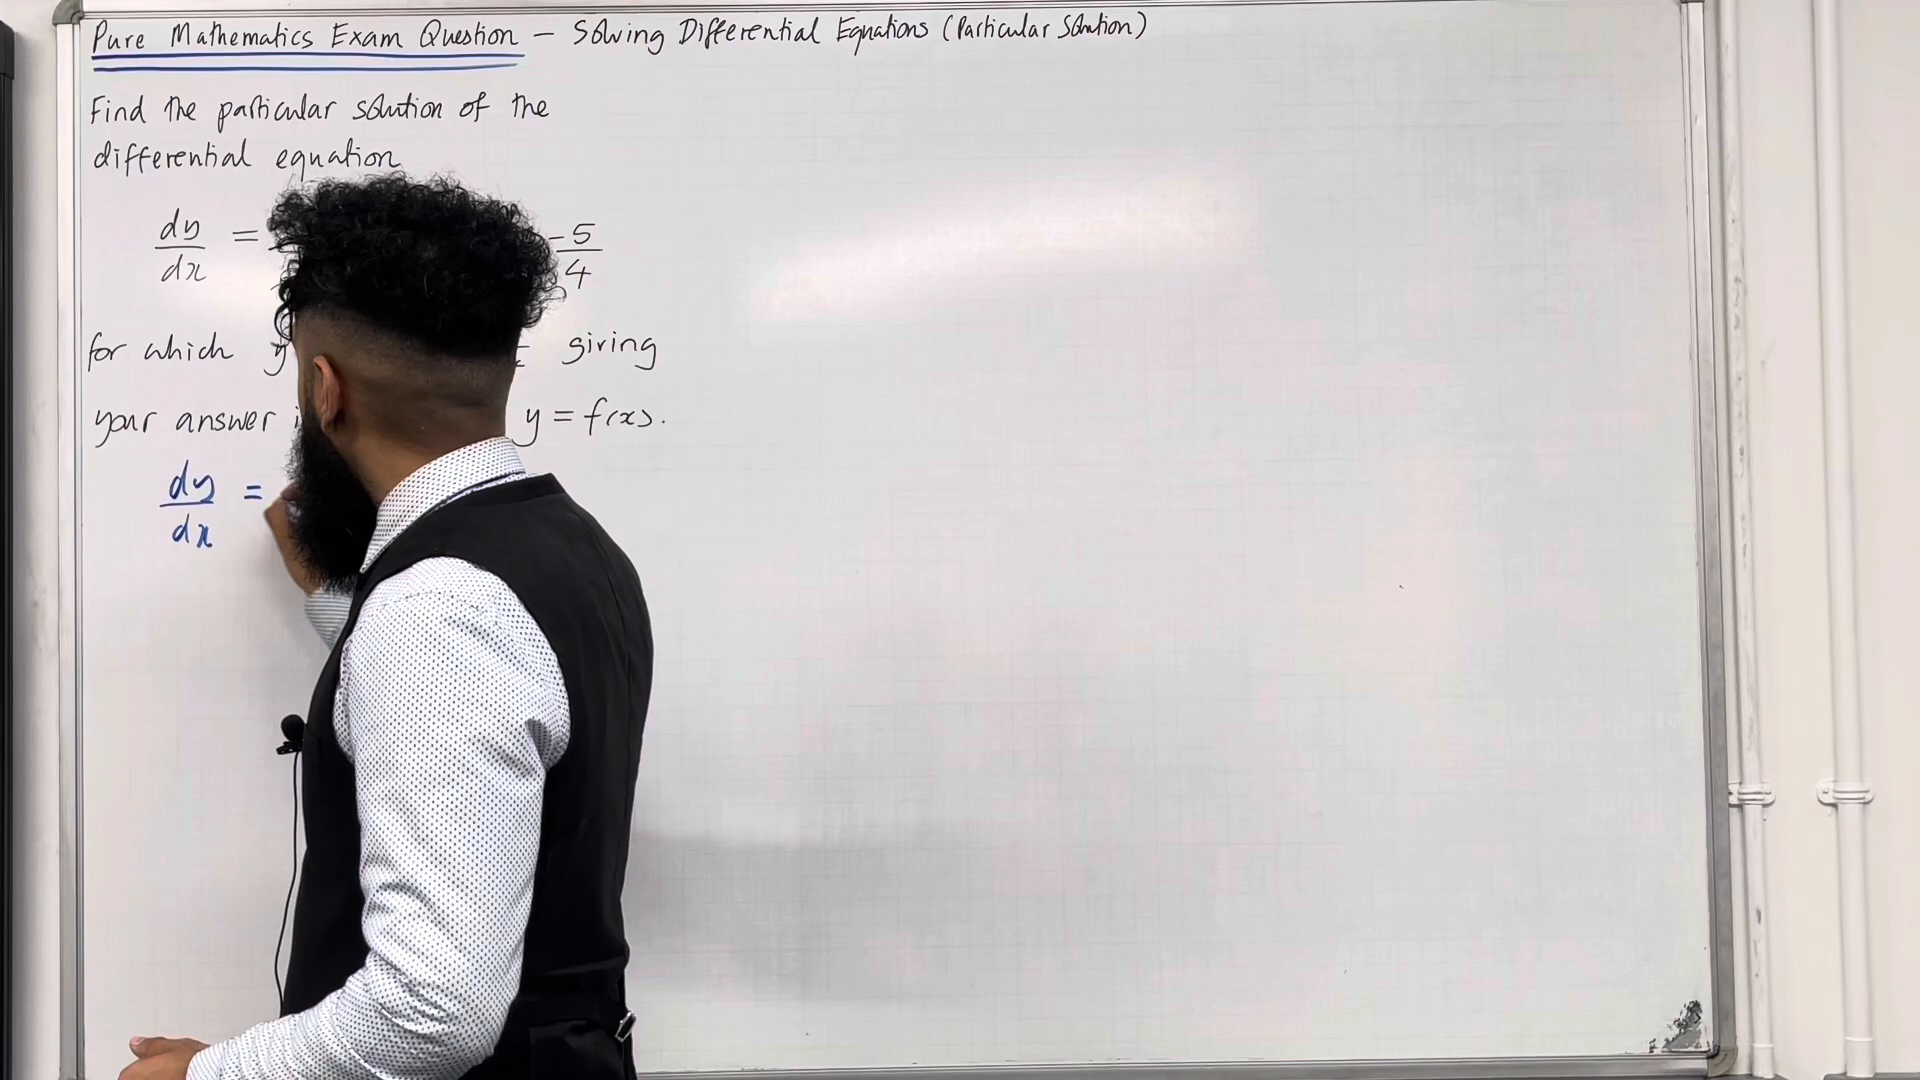 Pure Mathematics Exam Question – Solving Differential Equations (Particular Solution)
Find the particular solution of the
differential equation
dy/dx = -5/4
for which y giving
your answer y = f(x).
dy/dx =